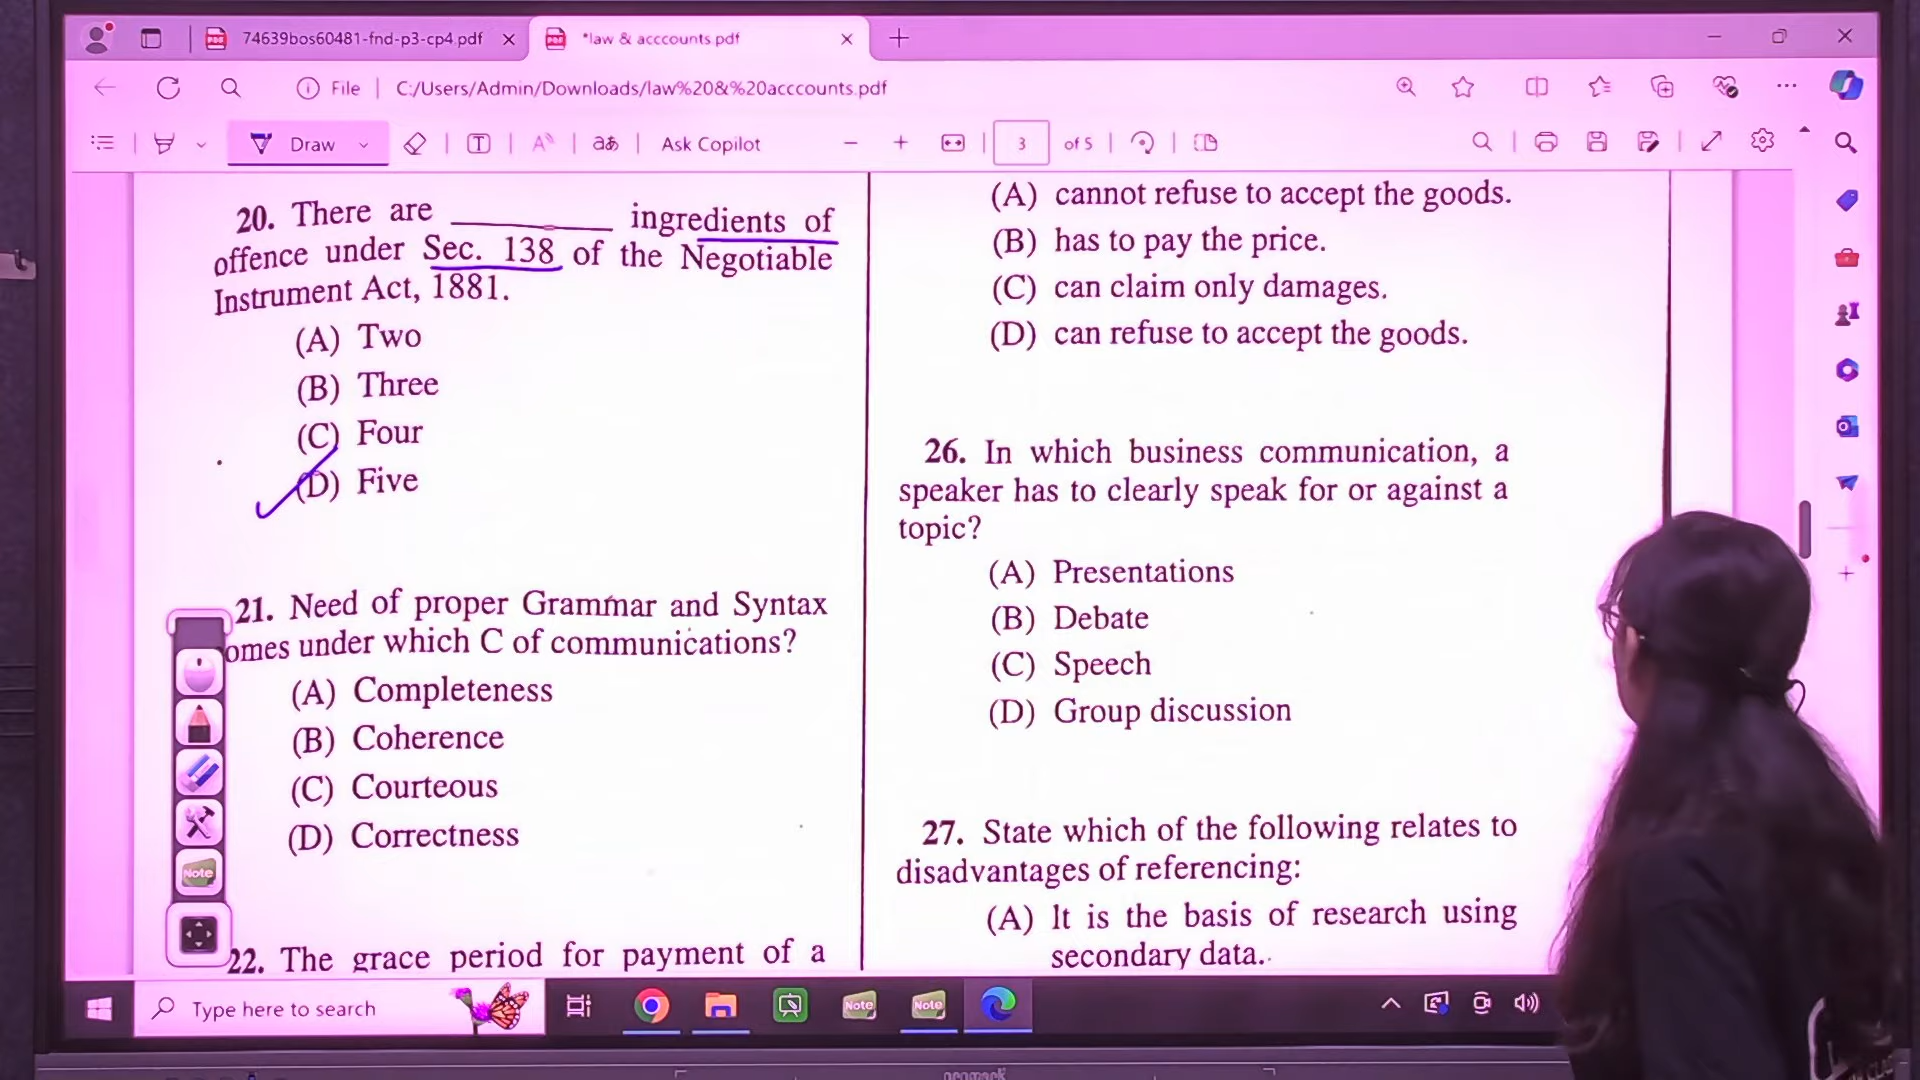 74639bos60481-fnd-p3-cp4.pdf
*law & acccounts.pdf
File
C:/Users/Admin/Downloads/law%20&%20acccounts.pdf
Draw
Ask Copilot
3 of 5
20. There are ________ ingredients of
offence under Sec. 138 of the Negotiable
Instrument Act, 1881.
(A) Two
(B) Three
(C) Four
(D) Five
21. Need of proper Grammar and Syntax
omes under which C of communications?
(A) Completeness
(B) Coherence
(C) Courteous
(D) Correctness
22. The grace period for payment of a
(A) cannot refuse to accept the goods.
(B) has to pay the price.
(C) can claim only damages.
(D) can refuse to accept the goods.
26. In which business communication, a
speaker has to clearly speak for or against a
topic?
(A) Presentations
(B) Debate
(C) Speech
(D) Group discussion
27. State which of the following relates to
disadvantages of referencing:
(A) It is the basis of research using
secondary data.
Note
Type here to search
Note
Note